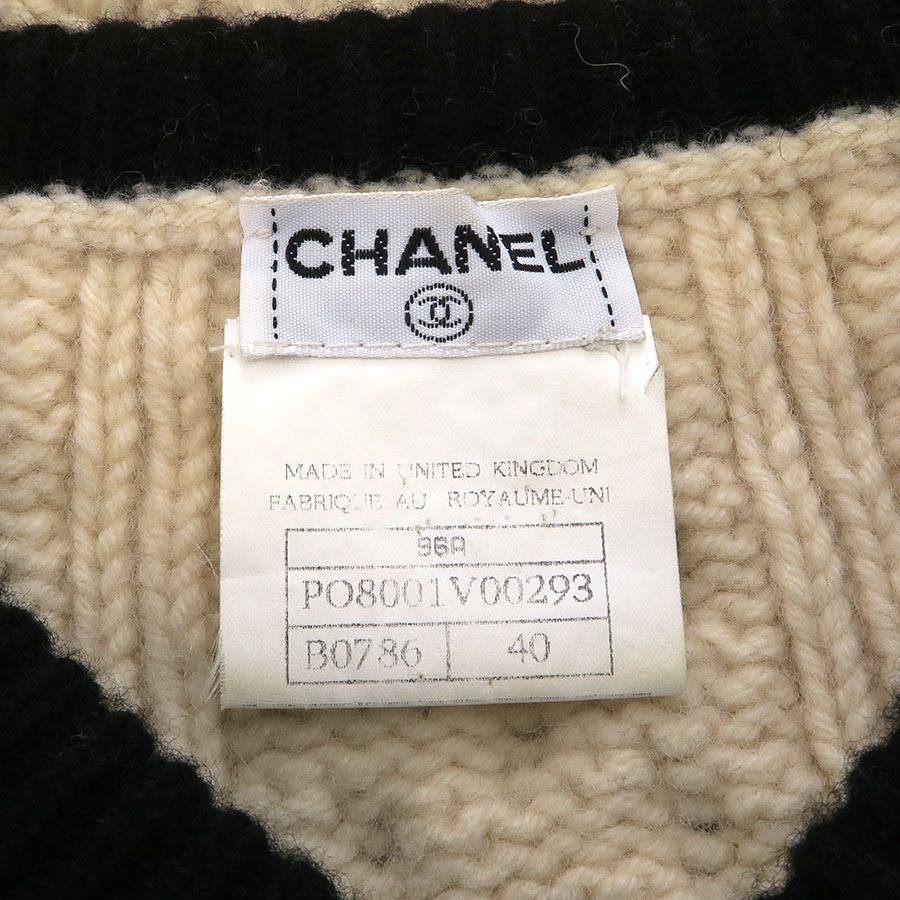 CHANEL
MADE IN UNITED KINGDOM
FABRIQUE AU ROYAUME-UNI
96A
PO8001V00293
B0786 40